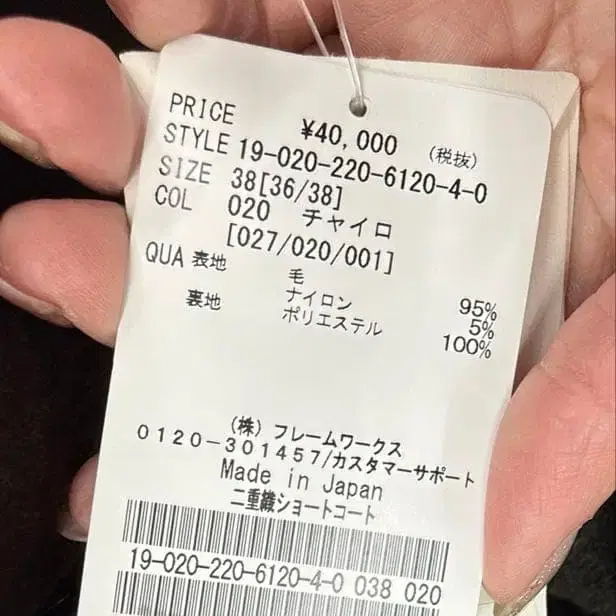 PRICE ¥40,000 (税抜)
STYLE 19-020-220-6120-4-0
SIZE 38[36/38]
COL 020 チャイロ
[027/020/001]
QUA 表地 毛 95%
ナイロン 5%
裏地 ポリエステル 100%
(株) フレームワークス
0120-301457/カスタマーサポート
Made in Japan
二重織ショートコート
19-020-220-6120-4-0 038 020